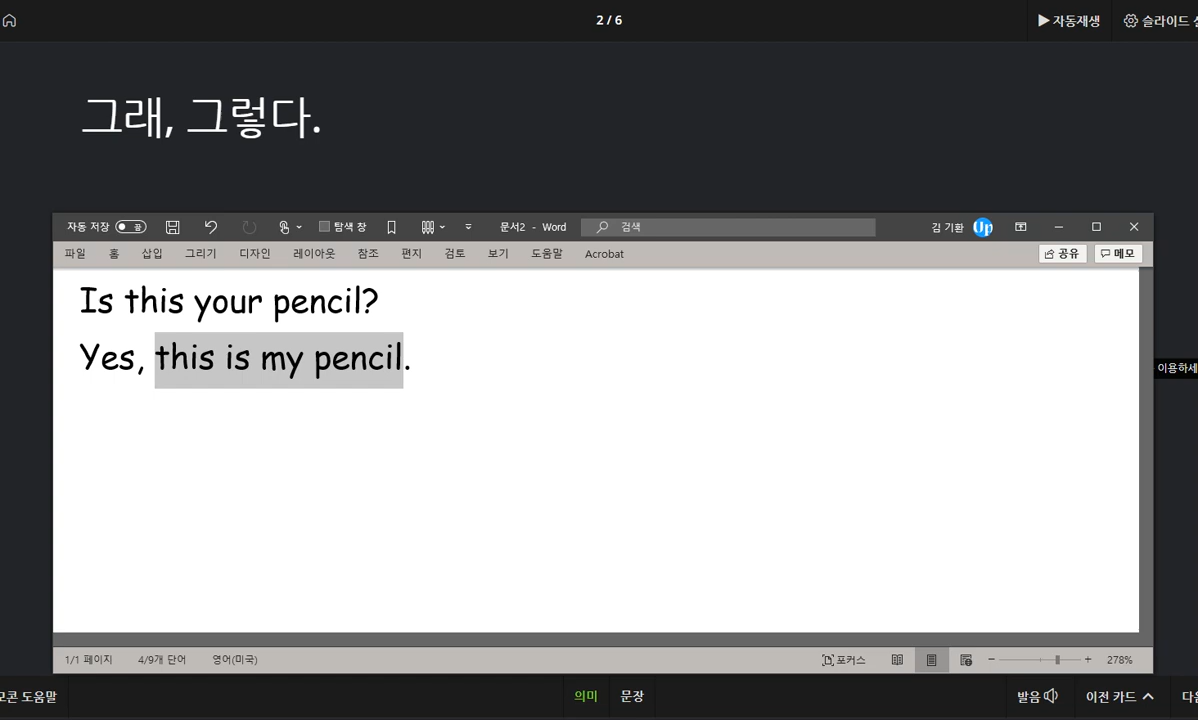 2 / 6
▶ 자동재생
슬라이드
그래, 그렇다.
자동 저장 끔
탐색 창
문서2 - Word
검색
김 기환
Up
파일 홈 삽입 그리기 디자인 레이아웃 참조 편지 검토 보기 도움말 Acrobat
공유
메모
Is this your pencil?
Yes, this is my pencil.
이용하세
1/1 페이지 4/9개 단어 영어(미국)
포커스
− + 278%
도움말
의미 문장
발음
이전 카드